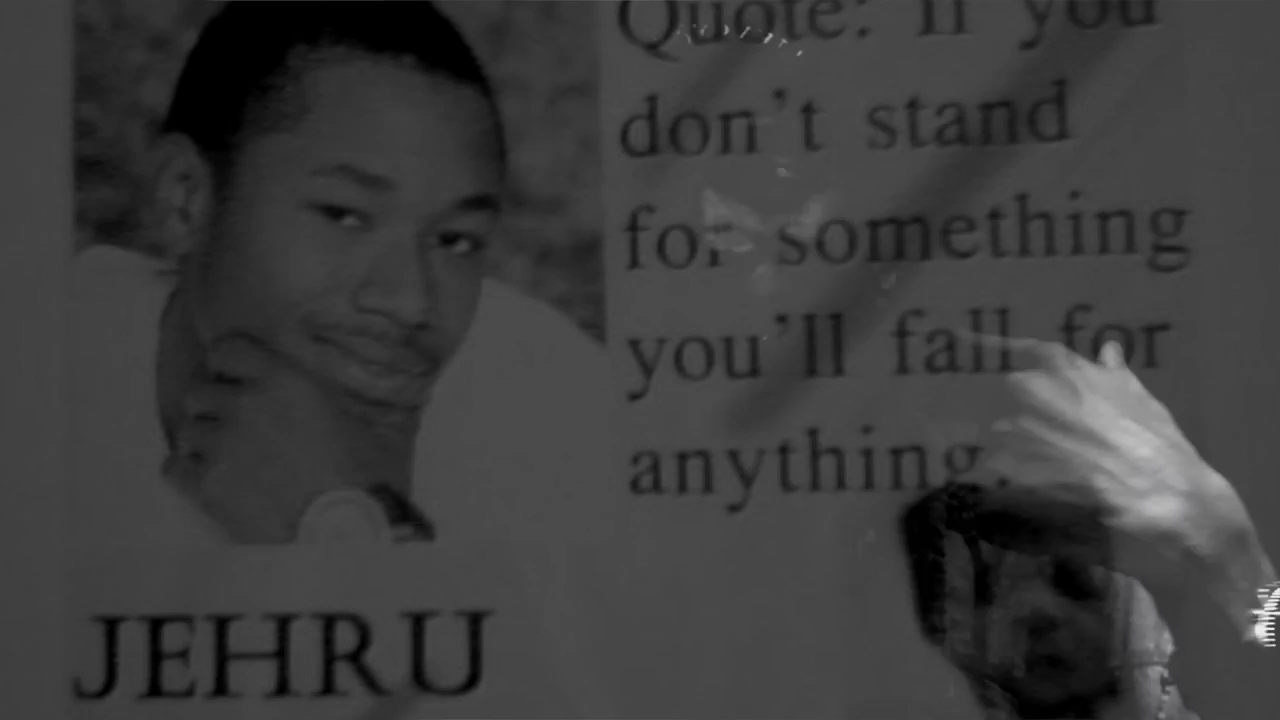 Quote: If you
don't stand
for something
you'll fall for
anything.
JEHRU